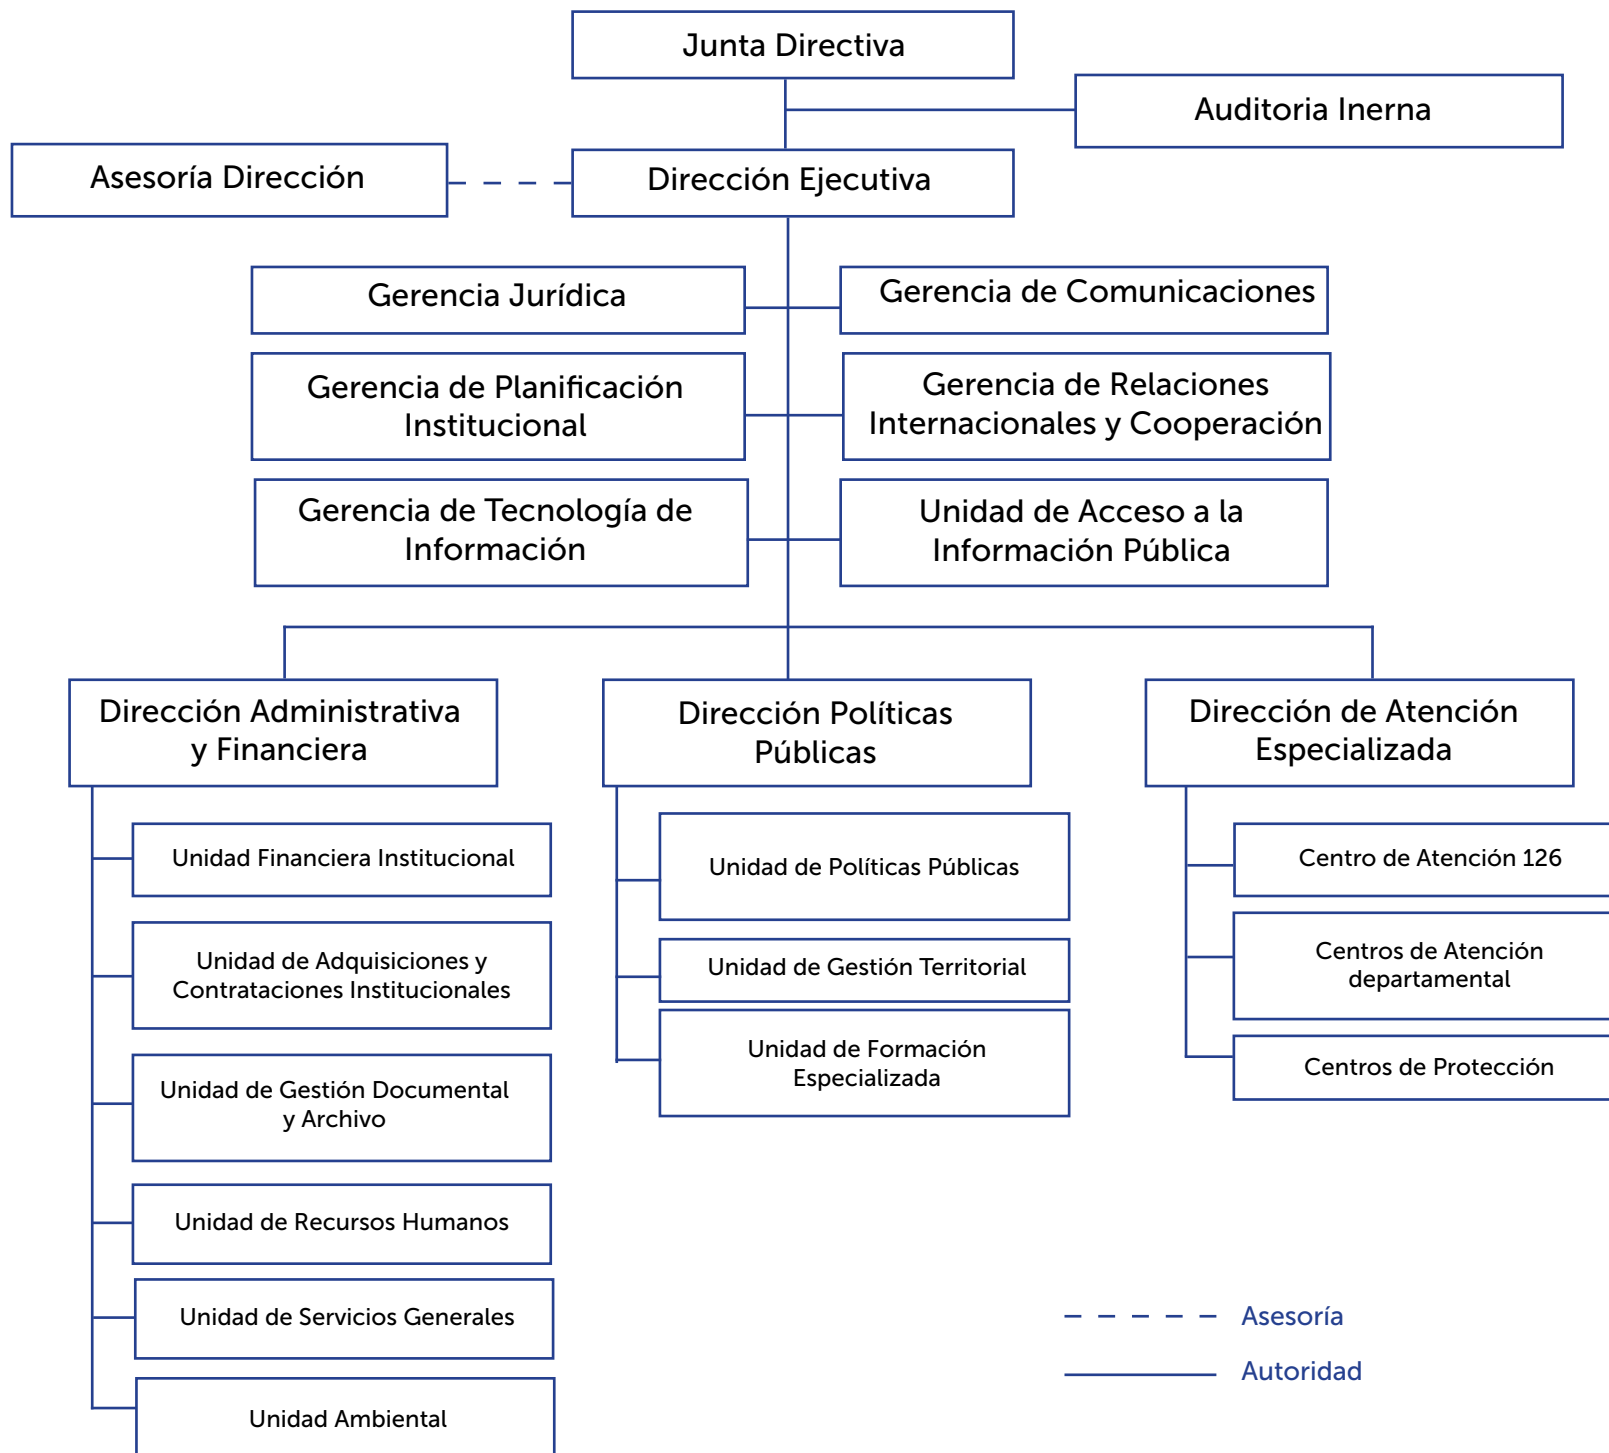 Junta Directiva
Auditoria Inerna
Asesoría Dirección
Dirección Ejecutiva
Gerencia Jurídica
Gerencia de Comunicaciones
Gerencia de Planificación
Institucional
Gerencia de Relaciones
Internacionales y Cooperación
Gerencia de Tecnología de
Información
Unidad de Acceso a la
Información Pública
Dirección Administrativa
y Financiera
Dirección Políticas
Públicas
Dirección de Atención
Especializada
Unidad Financiera Institucional
Unidad de Adquisiciones y
Contrataciones Institucionales
Unidad de Gestión Documental
y Archivo
Unidad de Recursos Humanos
Unidad de Servicios Generales
Unidad Ambiental
Unidad de Políticas Públicas
Unidad de Gestión Territorial
Unidad de Formación
Especializada
Centro de Atención 126
Centros de Atención
departamental
Centros de Protección
Asesoría
Autoridad